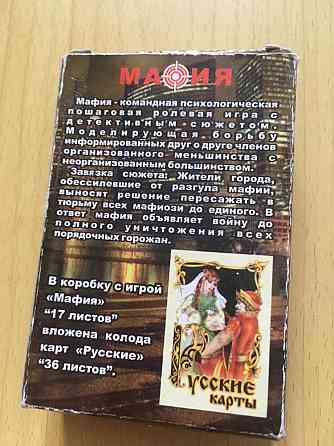 МАФИЯ
Мафия - командная психологическая
пошаговая ролевая игра с
детективным-сюжетом.
Моделирующая борьбу
информированных друг о друге членов
организованного меньшинства с
неорганизованным большинством.
Завязка сюжета: Жители города,
обессилевшие от разгула мафии,
выносят решение пересажать в
тюрьму всех мафиози до единого. В
ответ мафия объявляет войну до
полного уничтожения всех
порядочных горожан.
В коробку с игрой
«Мафия»
“17 листов”
вложена колода
карт «Русские»
“36 листов”.
Русские
карты